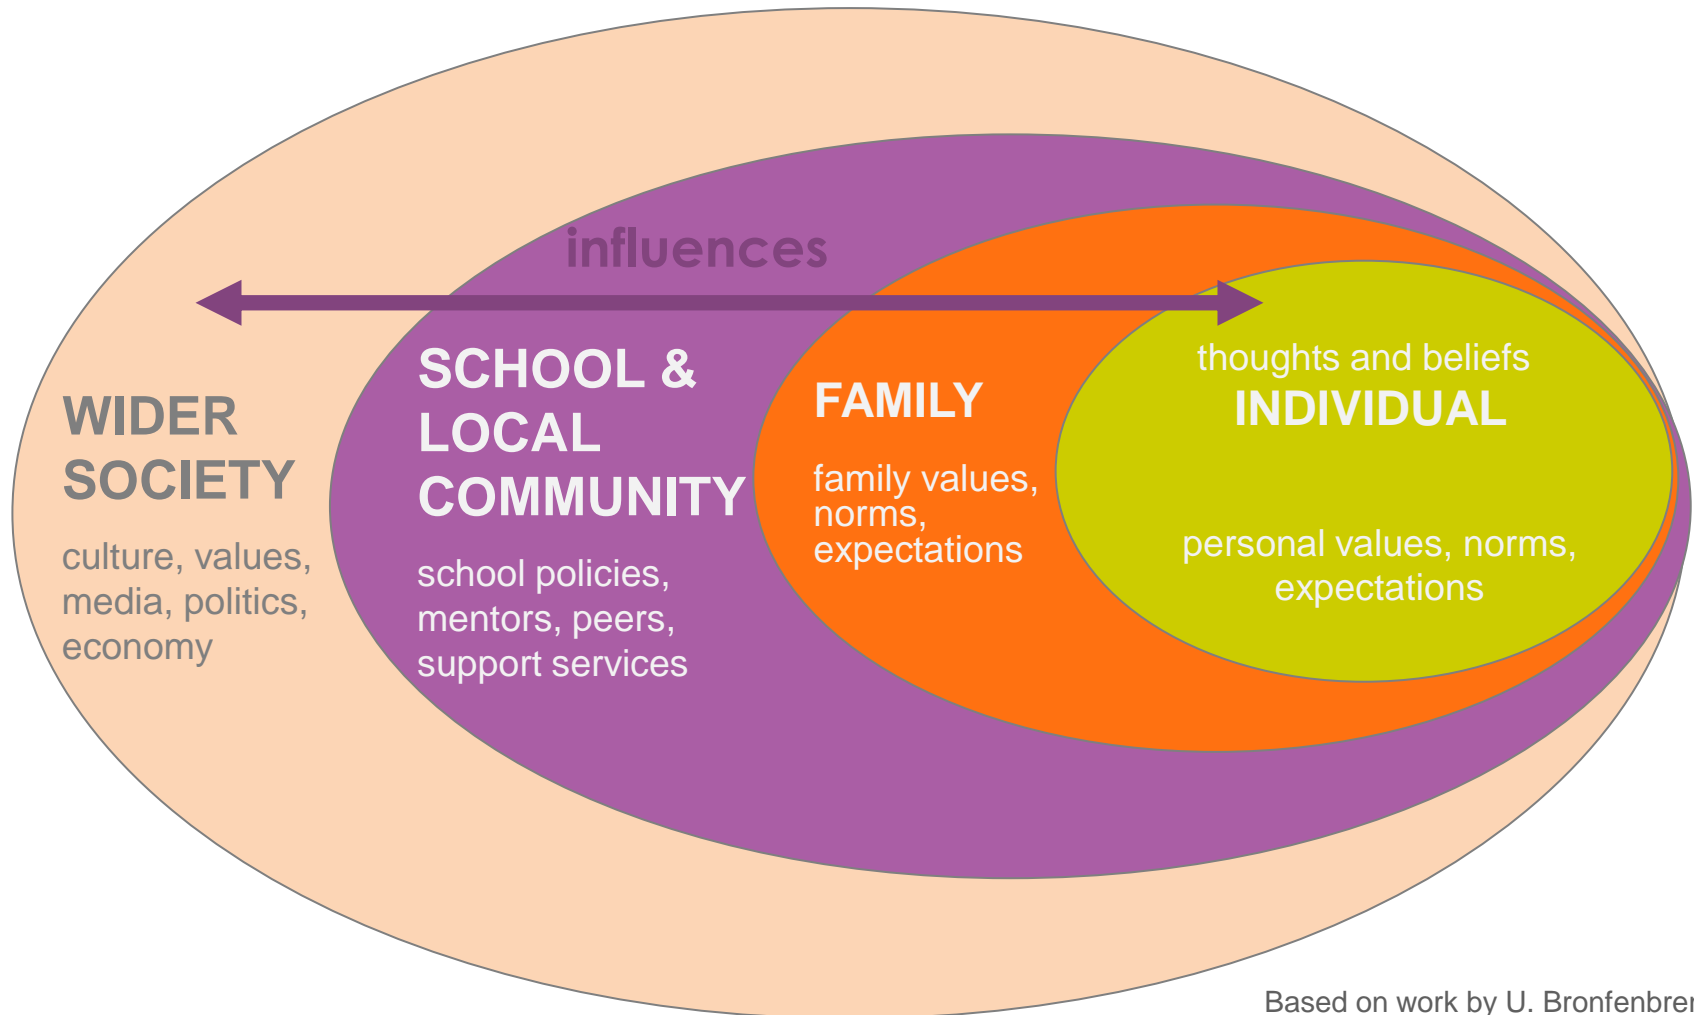 influences
WIDER
SOCIETY
culture, values,
media, politics,
economy
SCHOOL &
LOCAL
COMMUNITY
school policies,
mentors, peers,
support services
FAMILY
family values,
norms,
expectations
thoughts and beliefs
INDIVIDUAL
personal values, norms,
expectations
Based on work by U. Bronfenbren